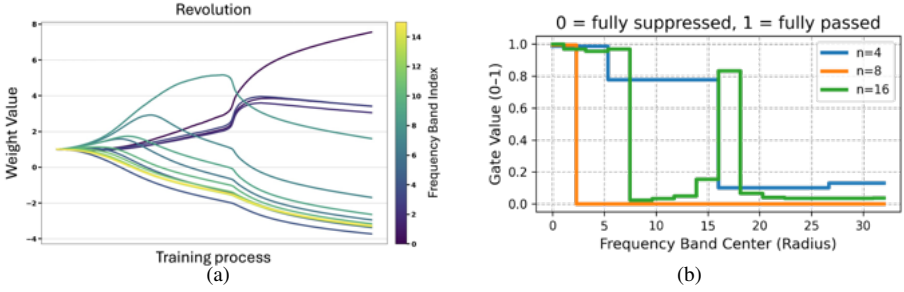 Revolution
8
6
4
2
0
−2
−4
Weight Value
Training process
14
12
10
8
6
4
2
0
Frequency Band Index
(a)
0 = fully suppressed, 1 = fully passed
1.0
0.8
0.6
0.4
0.2
0.0
Gate Value (0–1)
n=4
n=8
n=16
0 5 10 15 20 25 30
Frequency Band Center (Radius)
(b)